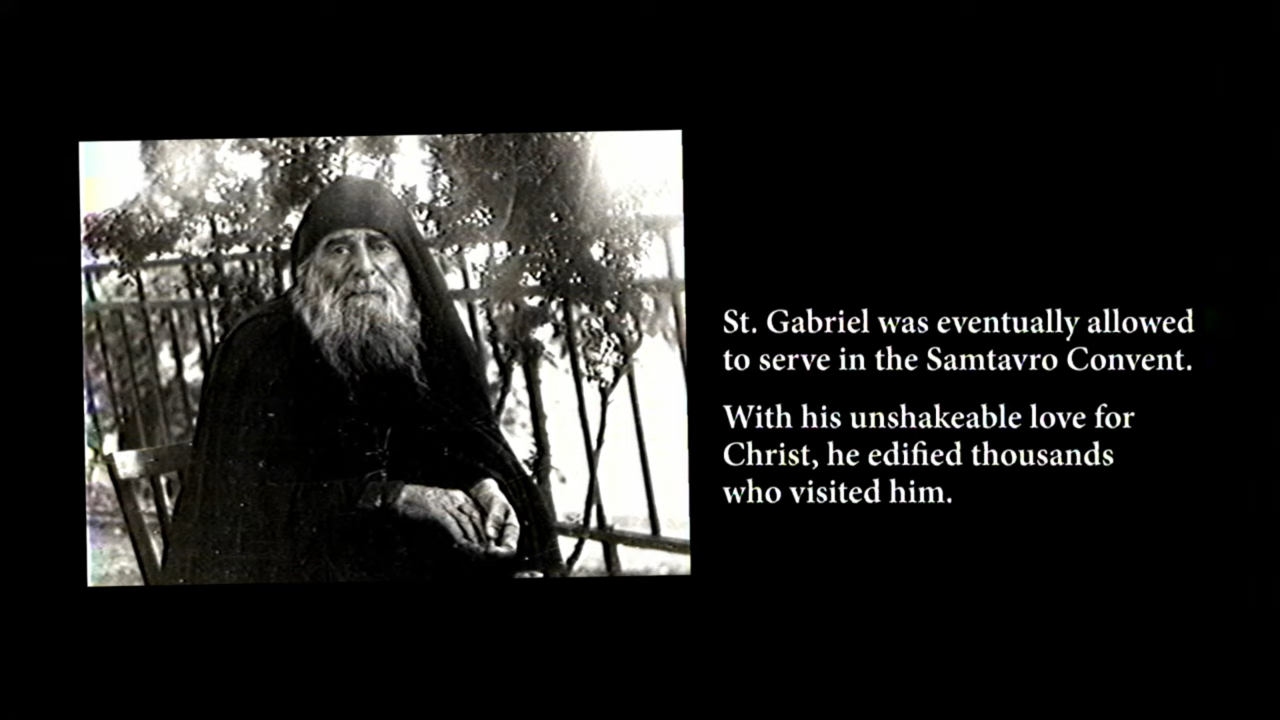 St. Gabriel was eventually allowed
to serve in the Samtavro Convent.
With his unshakeable love for
Christ, he edified thousands
who visited him.